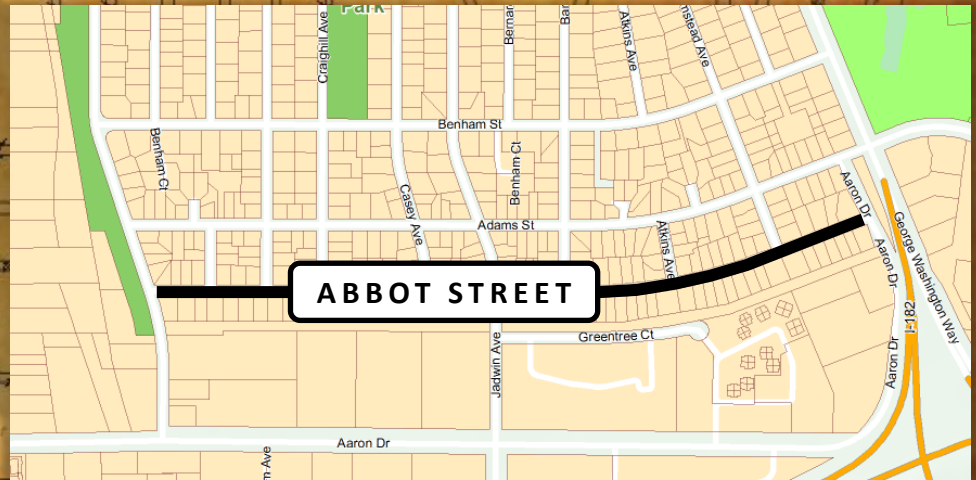 Park
Craighill Ave
Atkins Ave
Benham St
Benham Ct
Benham Ct
Casey Ave
Adams St
Atkins Ave
Aaron Dr
George Washington Way
Aaron Dr
ABBOT STREET
I-182
Greentree Ct
Jadwin Ave
Aaron Dr
Aaron Dr